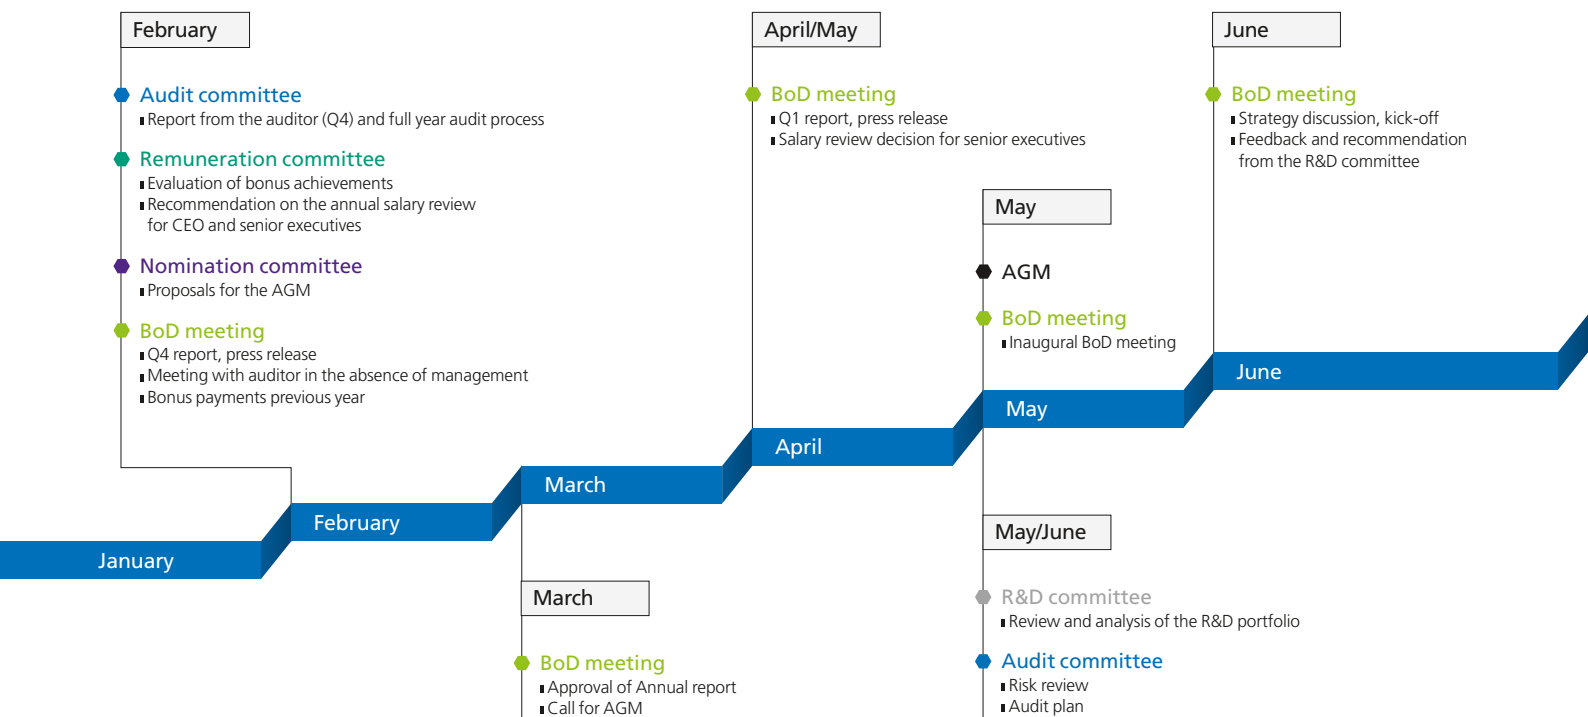 February
Audit committee
Report from the auditor (Q4) and full year audit process
Remuneration committee
Evaluation of bonus achievements
Recommendation on the annual salary review
for CEO and senior executives
Nomination committee
Proposals for the AGM
BoD meeting
Q4 report, press release
Meeting with auditor in the absence of management
Bonus payments previous year
April/May
BoD meeting
Q1 report, press release
Salary review decision for senior executives
May
AGM
BoD meeting
Inaugural BoD meeting
June
BoD meeting
Strategy discussion, kick-off
Feedback and recommendation
from the R&D committee
January
February
March
April
May
June
March
BoD meeting
Approval of Annual report
Call for AGM
May/June
R&D committee
Review and analysis of the R&D portfolio
Audit committee
Risk review
Audit plan